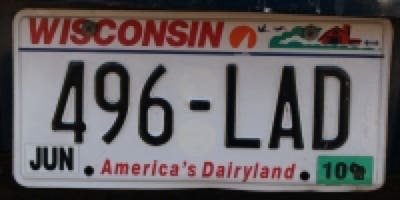 WISCONSIN
496-LAD
JUN America's Dairyland 10